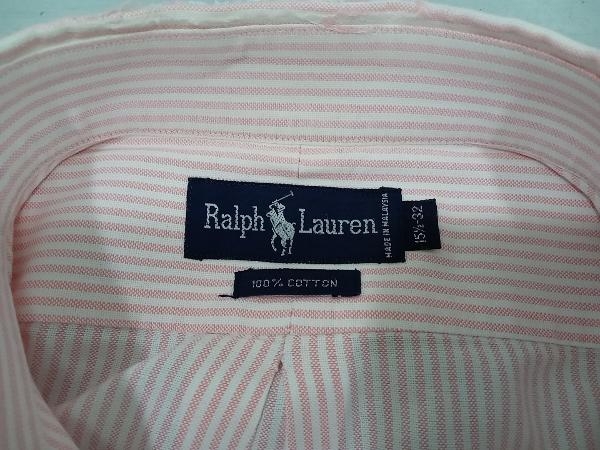 Ralph Lauren
MADE IN MALAYSIA
15½-32
100% COTTON